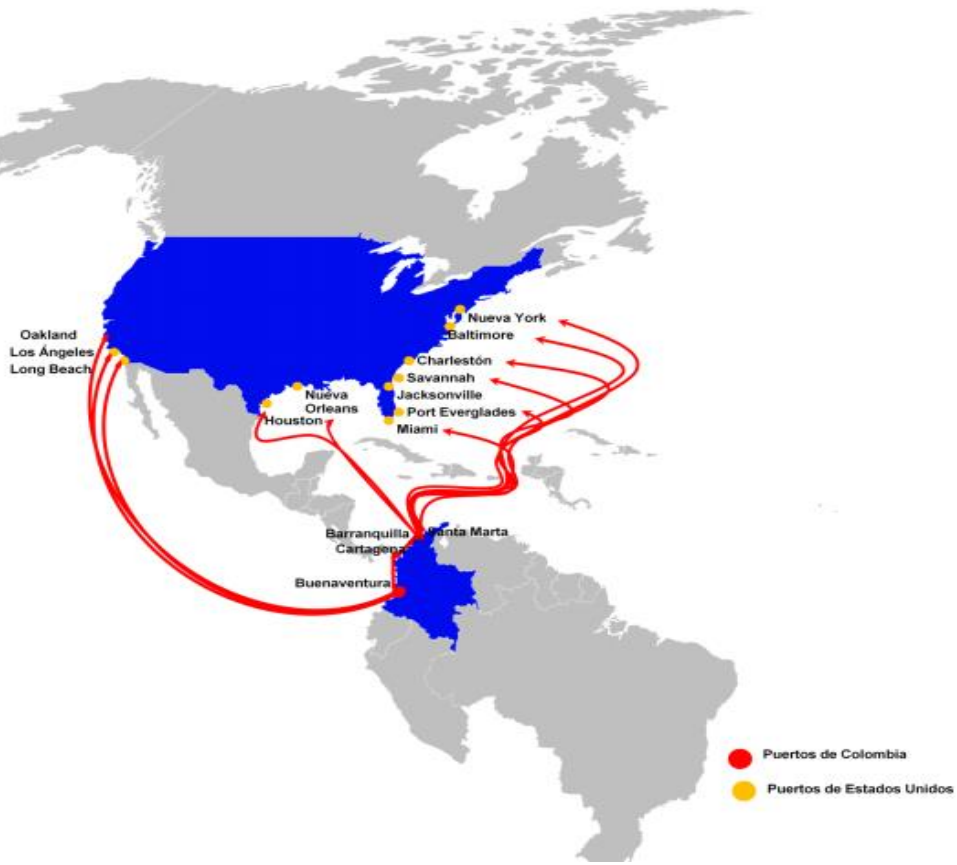 Nueva York
Baltimore
Oakland
Los Ángeles
Long Beach
Charlestón
Savannah
Jacksonville
Nueva
Orleans
Port Everglades
Houston
Miami
Barranquilla
Santa Marta
Cartagena
Buenaventura
Puertos de Colombia
Puertos de Estados Unidos